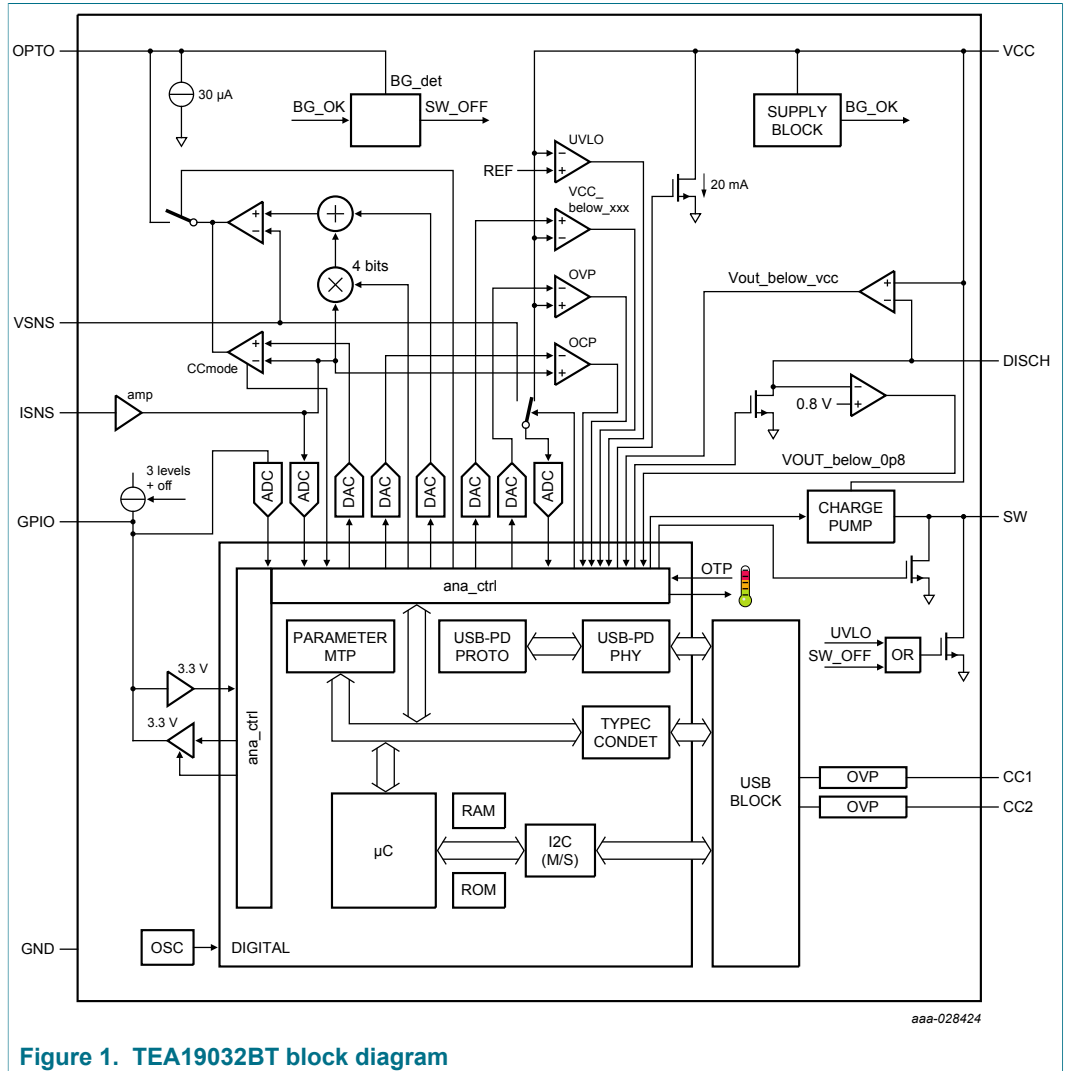 OPTO
VCC
30 µA
BG_det
BG_OK
SW_OFF
SUPPLY
BLOCK
BG_OK
UVLO
REF
20 mA
VCC_
below_xxx
4 bits
OVP
Vout_below_vcc
VSNS
OCP
CCmode
DISCH
amp
ISNS
0.8 V
3 levels
+ off
VOUT_below_0p8
GPIO
ADC
ADC
DAC
DAC
DAC
DAC
DAC
ADC
CHARGE
PUMP
SW
ana_ctrl
OTP
PARAMETER
MTP
USB-PD
PROTO
USB-PD
PHY
UVLO
SW_OFF
OR
3.3 V
3.3 V
ana_ctrl
TYPEC
CONDET
USB
BLOCK
OVP
CC1
OVP
CC2
µC
RAM
I2C
(M/S)
ROM
GND
OSC
DIGITAL
aaa-028424
Figure 1. TEA19032BT block diagram